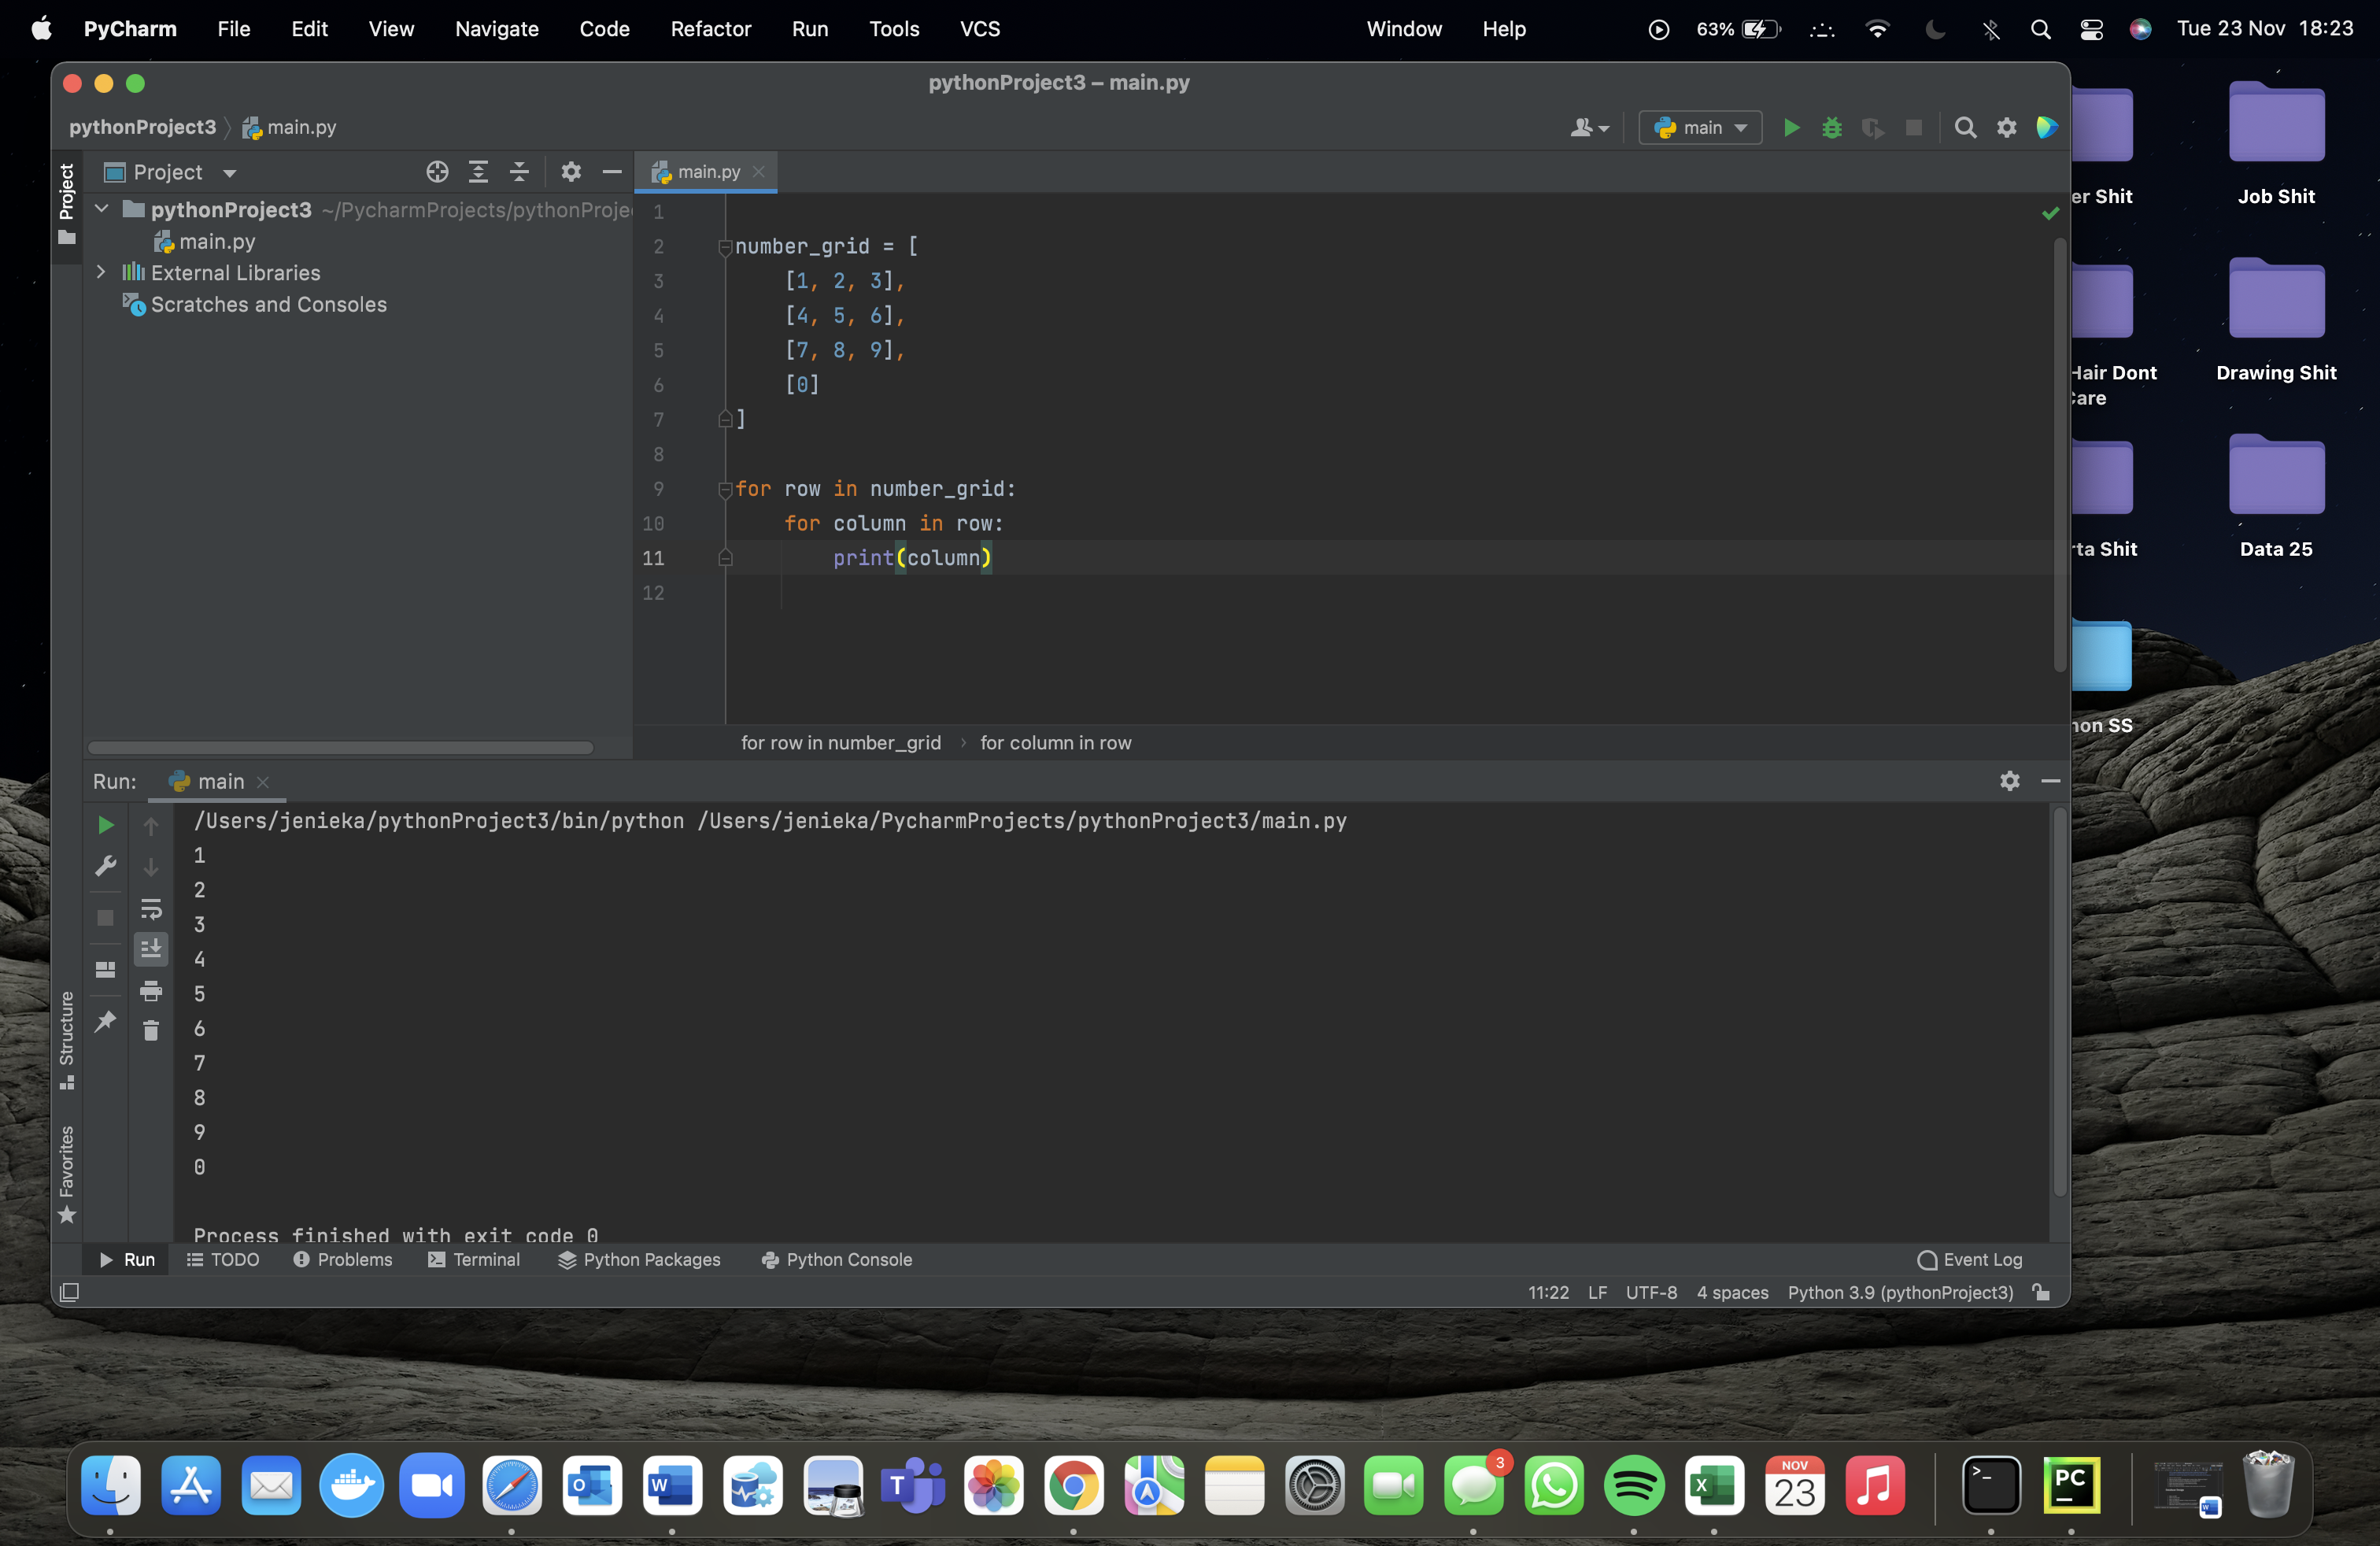 PyCharm File Edit View Navigate Code Refactor Run Tools VCS Window Help 63% Tue 23 Nov 18:23
pythonProject3 – main.py
pythonProject3 main.py main
Project
Project
main.py
pythonProject3 ~/PycharmProjects/pythonProje
main.py
External Libraries
Scratches and Consoles
1
2 number_grid = [
3 [1, 2, 3],
4 [4, 5, 6],
5 [7, 8, 9],
6 [0]
7 ]
8
9 for row in number_grid:
10 for column in row:
11 print(column)
12
for row in number_grid › for column in row
er Shit
Job Shit
Hair Dont
Care
Drawing Shit
rta Shit
Data 25
hon SS
Run: main
/Users/jenieka/pythonProject3/bin/python /Users/jenieka/PycharmProjects/pythonProject3/main.py
1
2
3
4
5
6
7
8
9
0
Process finished with exit code 0
Structure
Favorites
Run TODO Problems Terminal Python Packages Python Console Event Log
11:22 LF UTF-8 4 spaces Python 3.9 (pythonProject3)
O
W
T
3
X
NOV
23
>_
PC
W